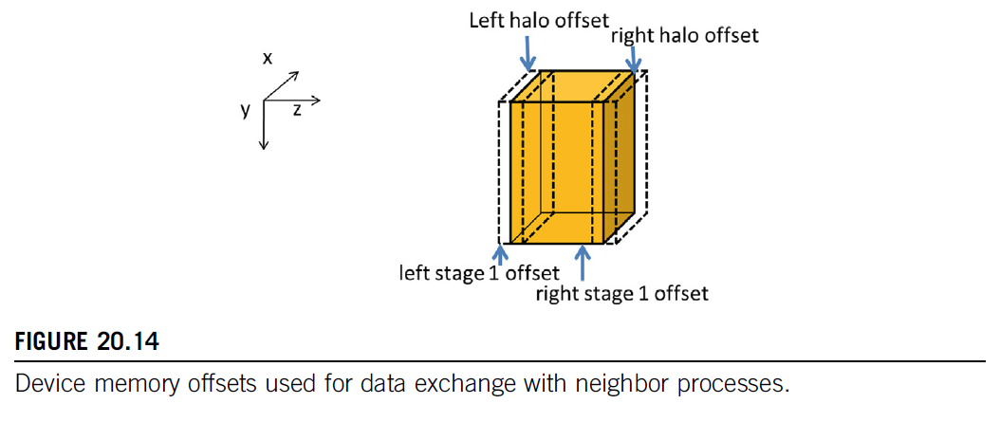 Left halo offset
right halo offset
x
y
z
left stage 1 offset
right stage 1 offset
FIGURE 20.14
Device memory offsets used for data exchange with neighbor processes.